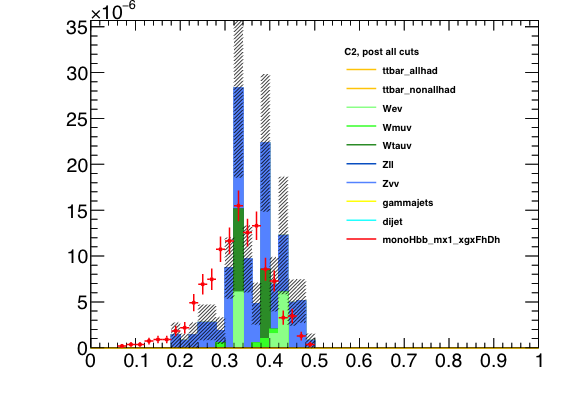 ×10⁻⁶
35
30
25
20
15
10
5
0
0 0.1 0.2 0.3 0.4 0.5 0.6 0.7 0.8 0.9 1
C2, post all cuts
ttbar_allhad
ttbar_nonallhad
Wev
Wmuv
Wtauv
Zll
Zvv
gammajets
dijet
monoHbb_mx1_xgxFhDh